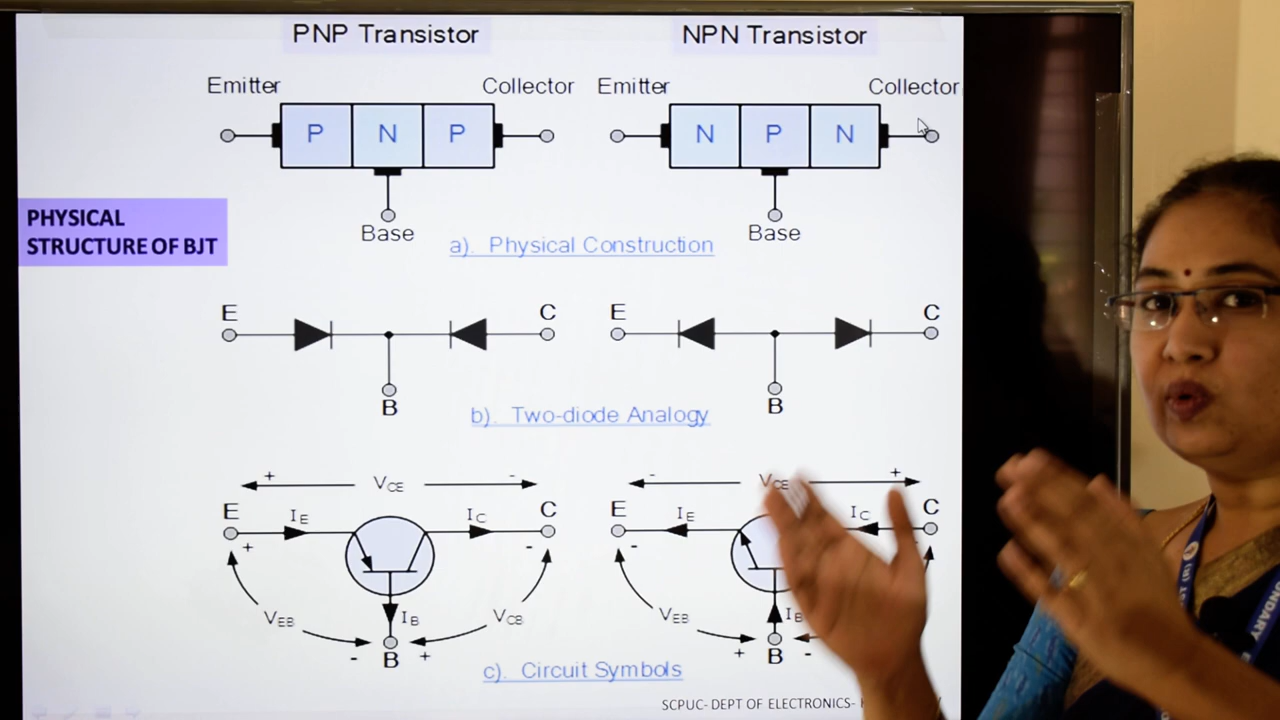 PNP Transistor
NPN Transistor
Emitter
Collector
Emitter
Collector
P N P
N P N
PHYSICAL
STRUCTURE OF BJT
Base
Base
a). Physical Construction
E
C
E
C
B
B
b). Two-diode Analogy
+ VCE -
- VCE +
E IE IC C
E IE IC C
+ -
-
VEB VCB
VEB
IB
IB
- B +
+ B -
c). Circuit Symbols
SCPUC- DEPT OF ELECTRONICS-